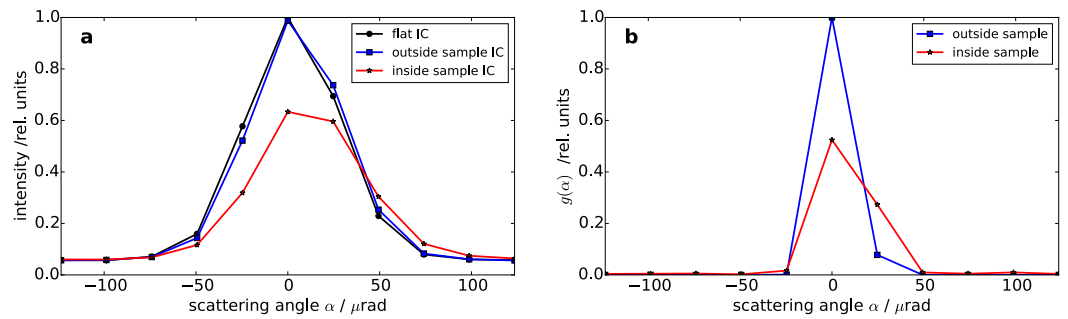 a
flat IC
outside sample IC
inside sample IC
intensity /rel. units
1.0
0.8
0.6
0.4
0.2
0.0
−100
−50
0
50
100
scattering angle α / μrad
b
outside sample
inside sample
g(α) /rel. units
1.0
0.8
0.6
0.4
0.2
0.0
−100
−50
0
50
100
scattering angle α / μrad